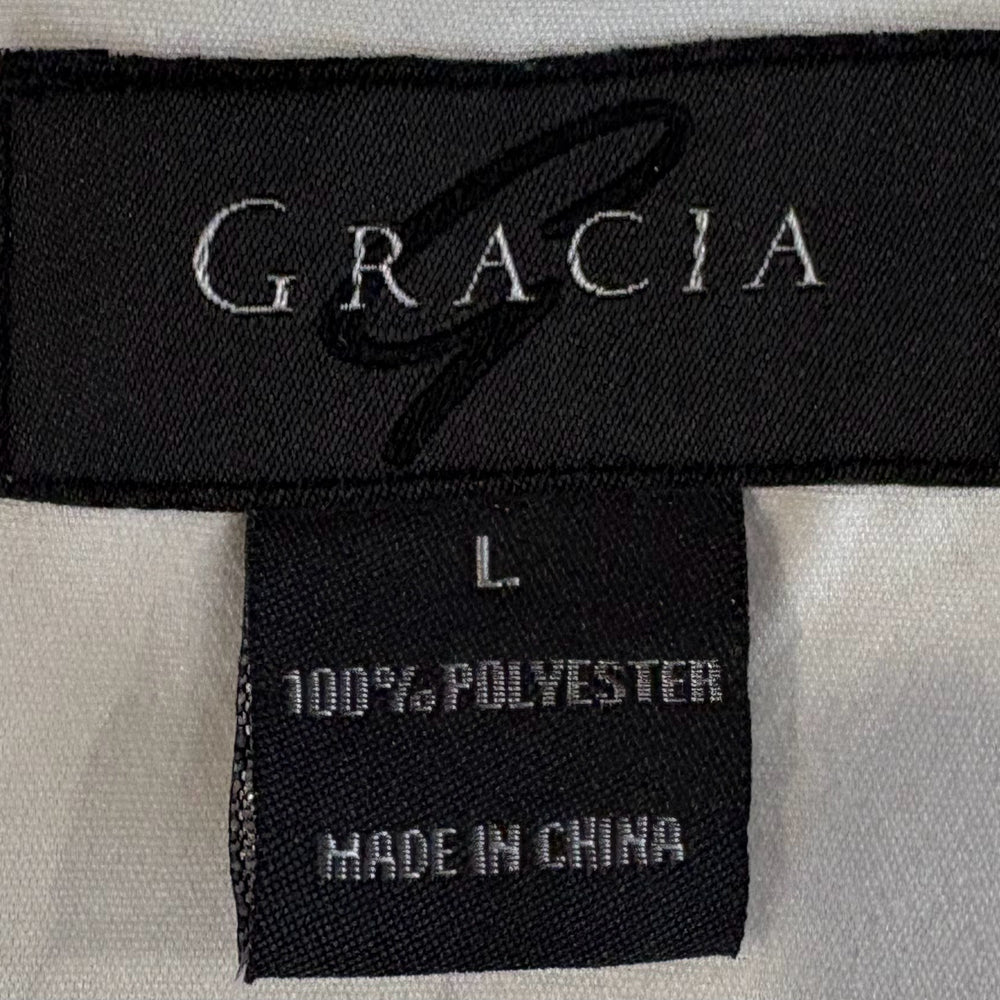 GRACIA
L
100% POLYESTER
MADE IN CHINA